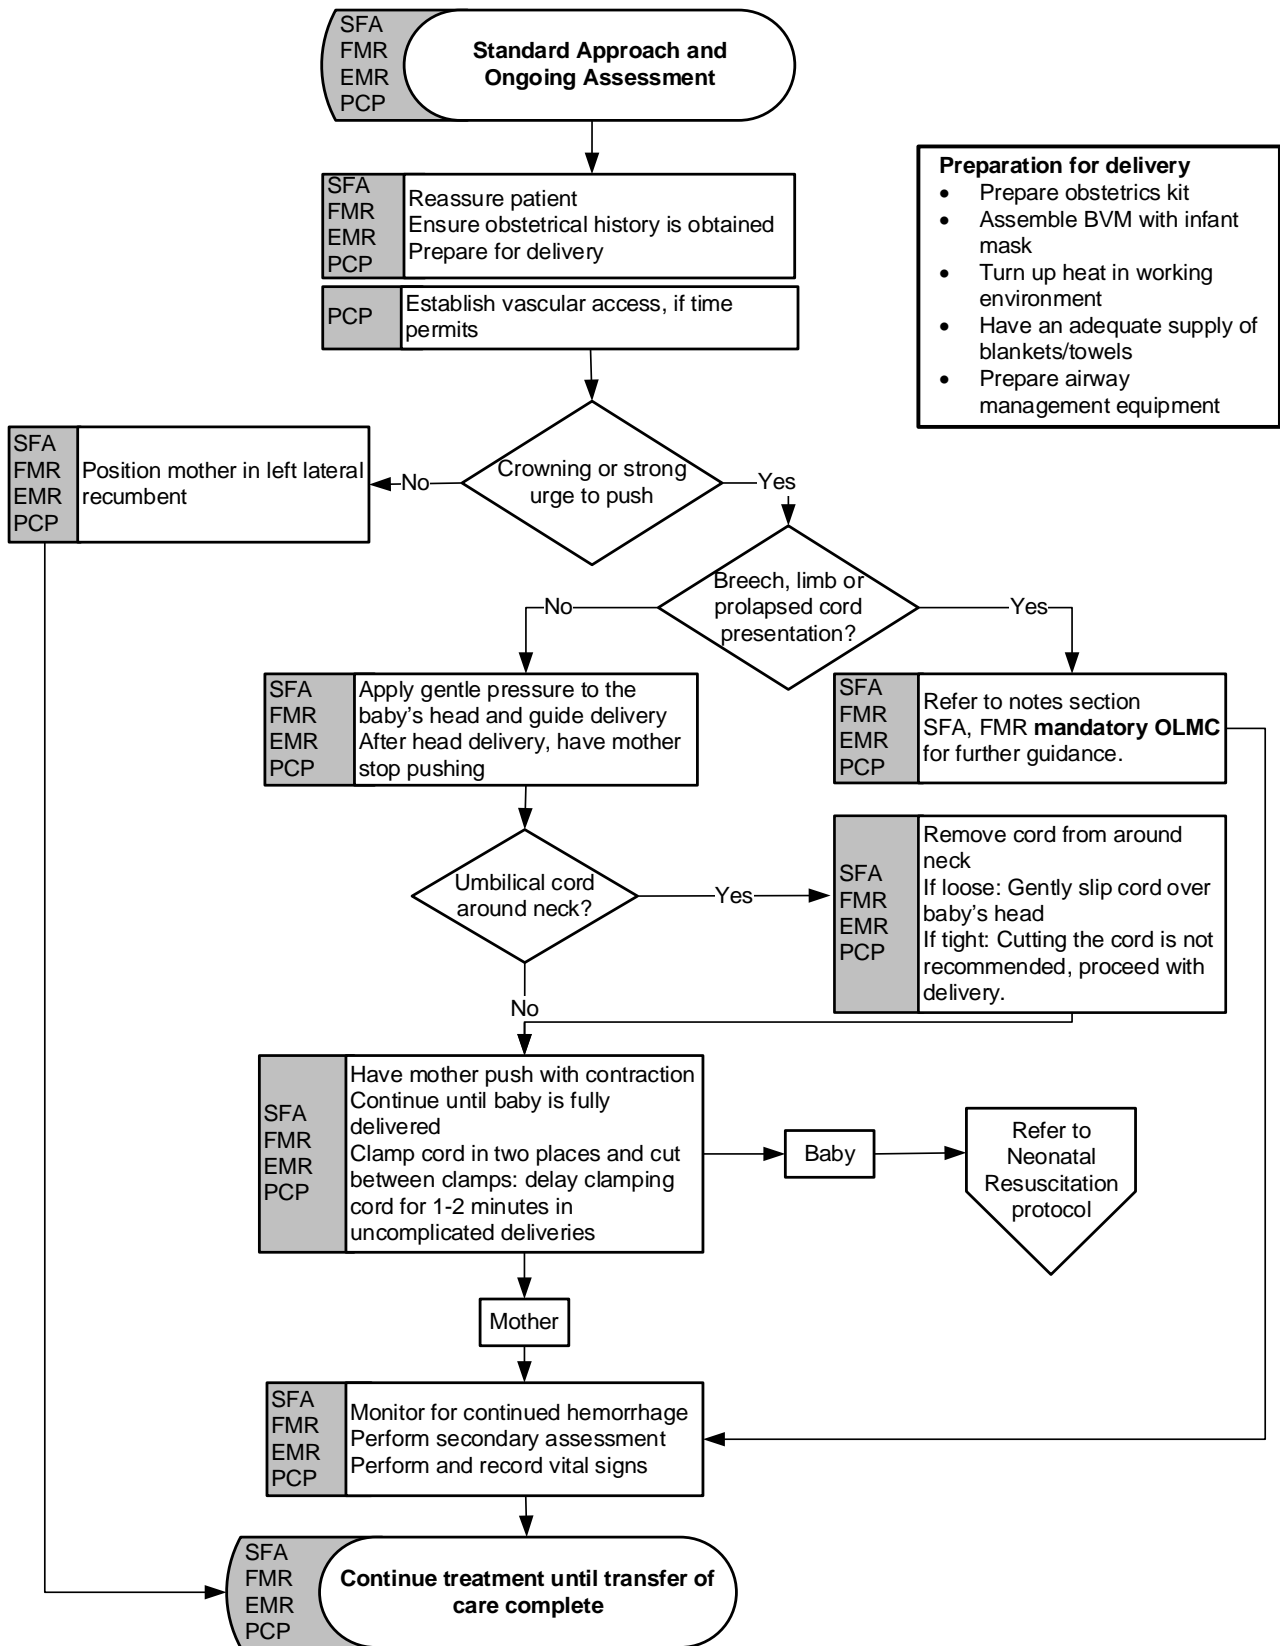 SFA
FMR
EMR
PCP
Standard Approach and
Ongoing Assessment
SFA
FMR
EMR
PCP
Reassure patient
Ensure obstetrical history is obtained
Prepare for delivery
PCP
Establish vascular access, if time
permits
Preparation for delivery
• Prepare obstetrics kit
• Assemble BVM with infant
mask
• Turn up heat in working
environment
• Have an adequate supply of
blankets/towels
• Prepare airway
management equipment
Crowning or strong
urge to push
No
SFA
FMR
EMR
PCP
Position mother in left lateral
recumbent
Yes
Breech, limb or
prolapsed cord
presentation?
No
Yes
SFA
FMR
EMR
PCP
Apply gentle pressure to the
baby’s head and guide delivery
After head delivery, have mother
stop pushing
SFA
FMR
EMR
PCP
Refer to notes section
SFA, FMR mandatory OLMC
for further guidance.
Umbilical cord
around neck?
Yes
SFA
FMR
EMR
PCP
Remove cord from around
neck
If loose: Gently slip cord over
baby’s head
If tight: Cutting the cord is not
recommended, proceed with
delivery.
No
SFA
FMR
EMR
PCP
Have mother push with contraction
Continue until baby is fully
delivered
Clamp cord in two places and cut
between clamps: delay clamping
cord for 1-2 minutes in
uncomplicated deliveries
Baby
Refer to
Neonatal
Resuscitation
protocol
Mother
SFA
FMR
EMR
PCP
Monitor for continued hemorrhage
Perform secondary assessment
Perform and record vital signs
SFA
FMR
EMR
PCP
Continue treatment until transfer of
care complete